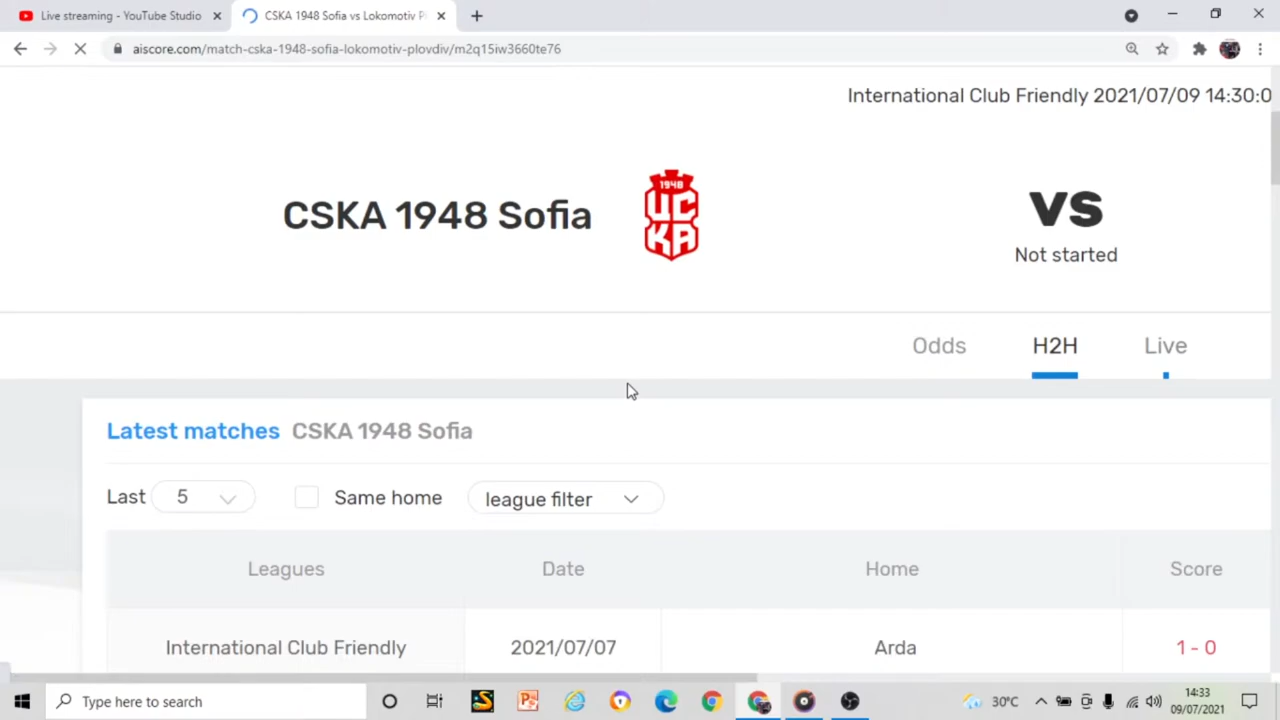 Live streaming - YouTube Studio
CSKA 1948 Sofia vs Lokomotiv Pl
aiscore.com/match-cska-1948-sofia-lokomotiv-plovdiv/m2q15iw3660te76
International Club Friendly 2021/07/09 14:30:0
CSKA 1948 Sofia
1948
UC
KA
vs
Not started
Odds
H2H
Live
Latest matches CSKA 1948 Sofia
Last 5 Same home league filter
Leagues Date Home Score
International Club Friendly 2021/07/07 Arda 1 - 0
Type here to search
30°C
14:33
09/07/2021